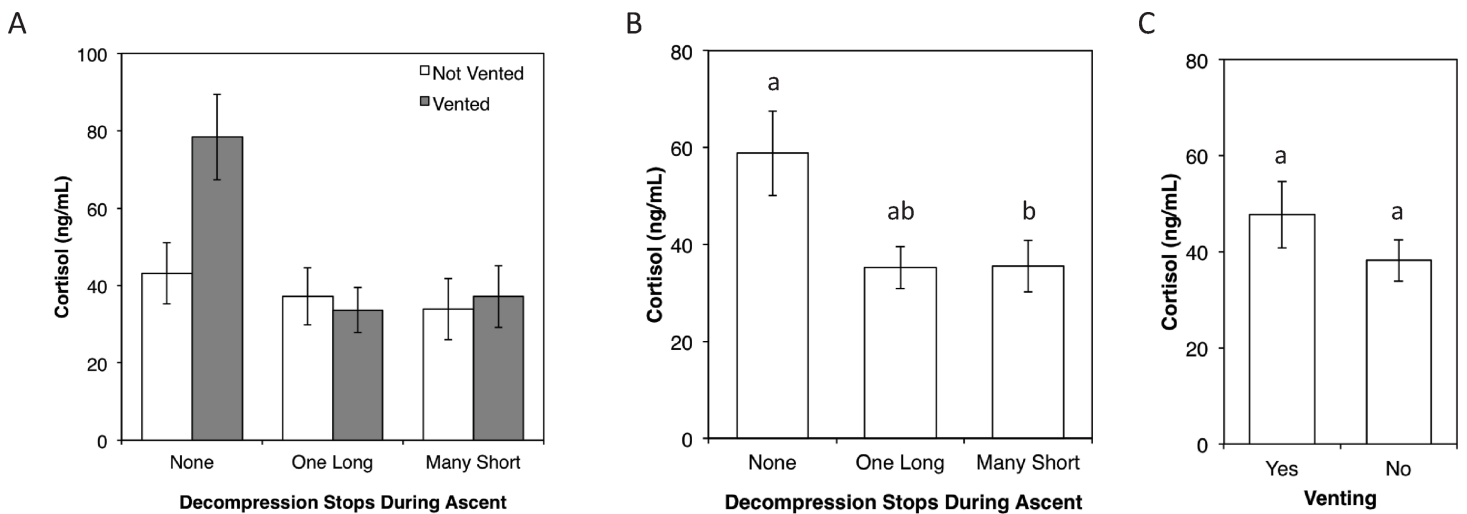 A
100
80
60
40
20
0
Cortisol (ng/mL)
Not Vented
Vented
None One Long Many Short
Decompression Stops During Ascent
B
80
60
40
20
0
Cortisol (ng/mL)
a
ab
b
None One Long Many Short
Decompression Stops During Ascent
C
80
60
40
20
0
Cortisol (ng/mL)
a
a
Yes No
Venting